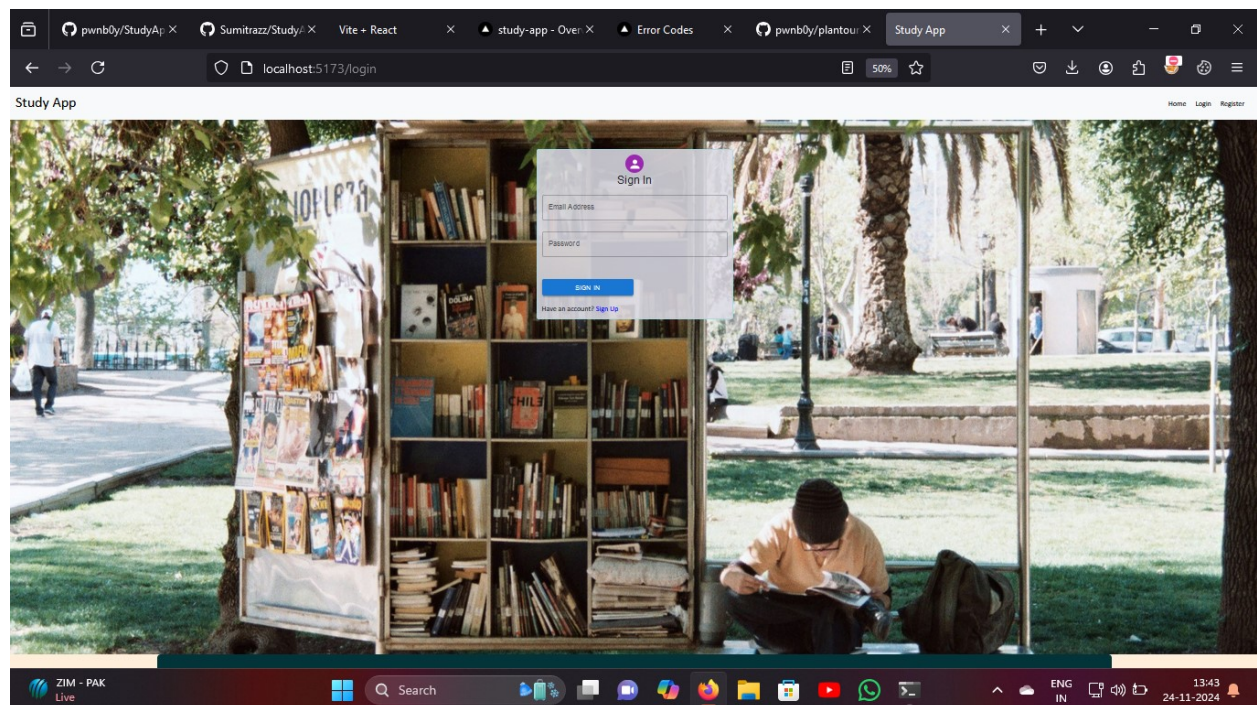 pwnb0y/StudyAp
Sumitrazz/StudyA
Vite + React
study-app - Over
Error Codes
pwnb0y/plantour
Study App
localhost:5173/login
50%
Study App
Home Login Register
Sign In
Email Address
Password
SIGN IN
Have an account? Sign Up
DOLINA
CHILE
ZIM - PAK
Live
Search
ENG
IN
13:43
24-11-2024